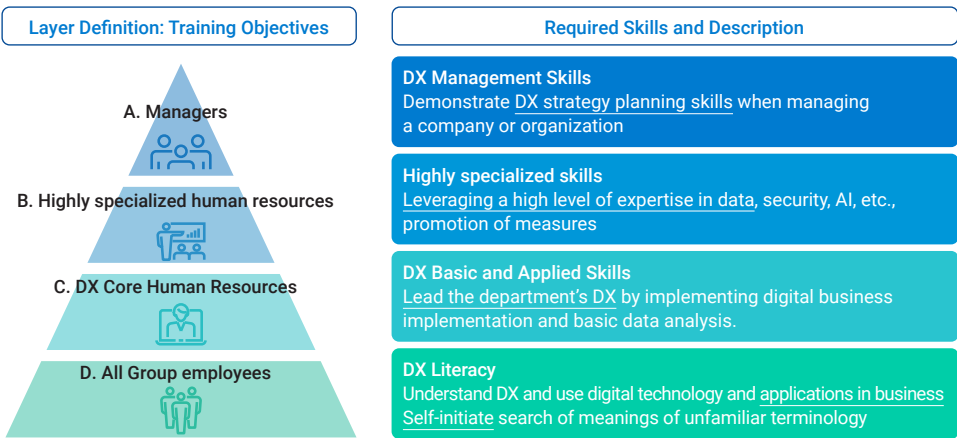 Layer Definition: Training Objectives
Required Skills and Description
A. Managers
DX Management Skills
Demonstrate DX strategy planning skills when managing
a company or organization
B. Highly specialized human resources
Highly specialized skills
Leveraging a high level of expertise in data, security, AI, etc.,
promotion of measures
C. DX Core Human Resources
DX Basic and Applied Skills
Lead the department’s DX by implementing digital business
implementation and basic data analysis.
D. All Group employees
DX Literacy
Understand DX and use digital technology and applications in business
Self-initiate search of meanings of unfamiliar terminology